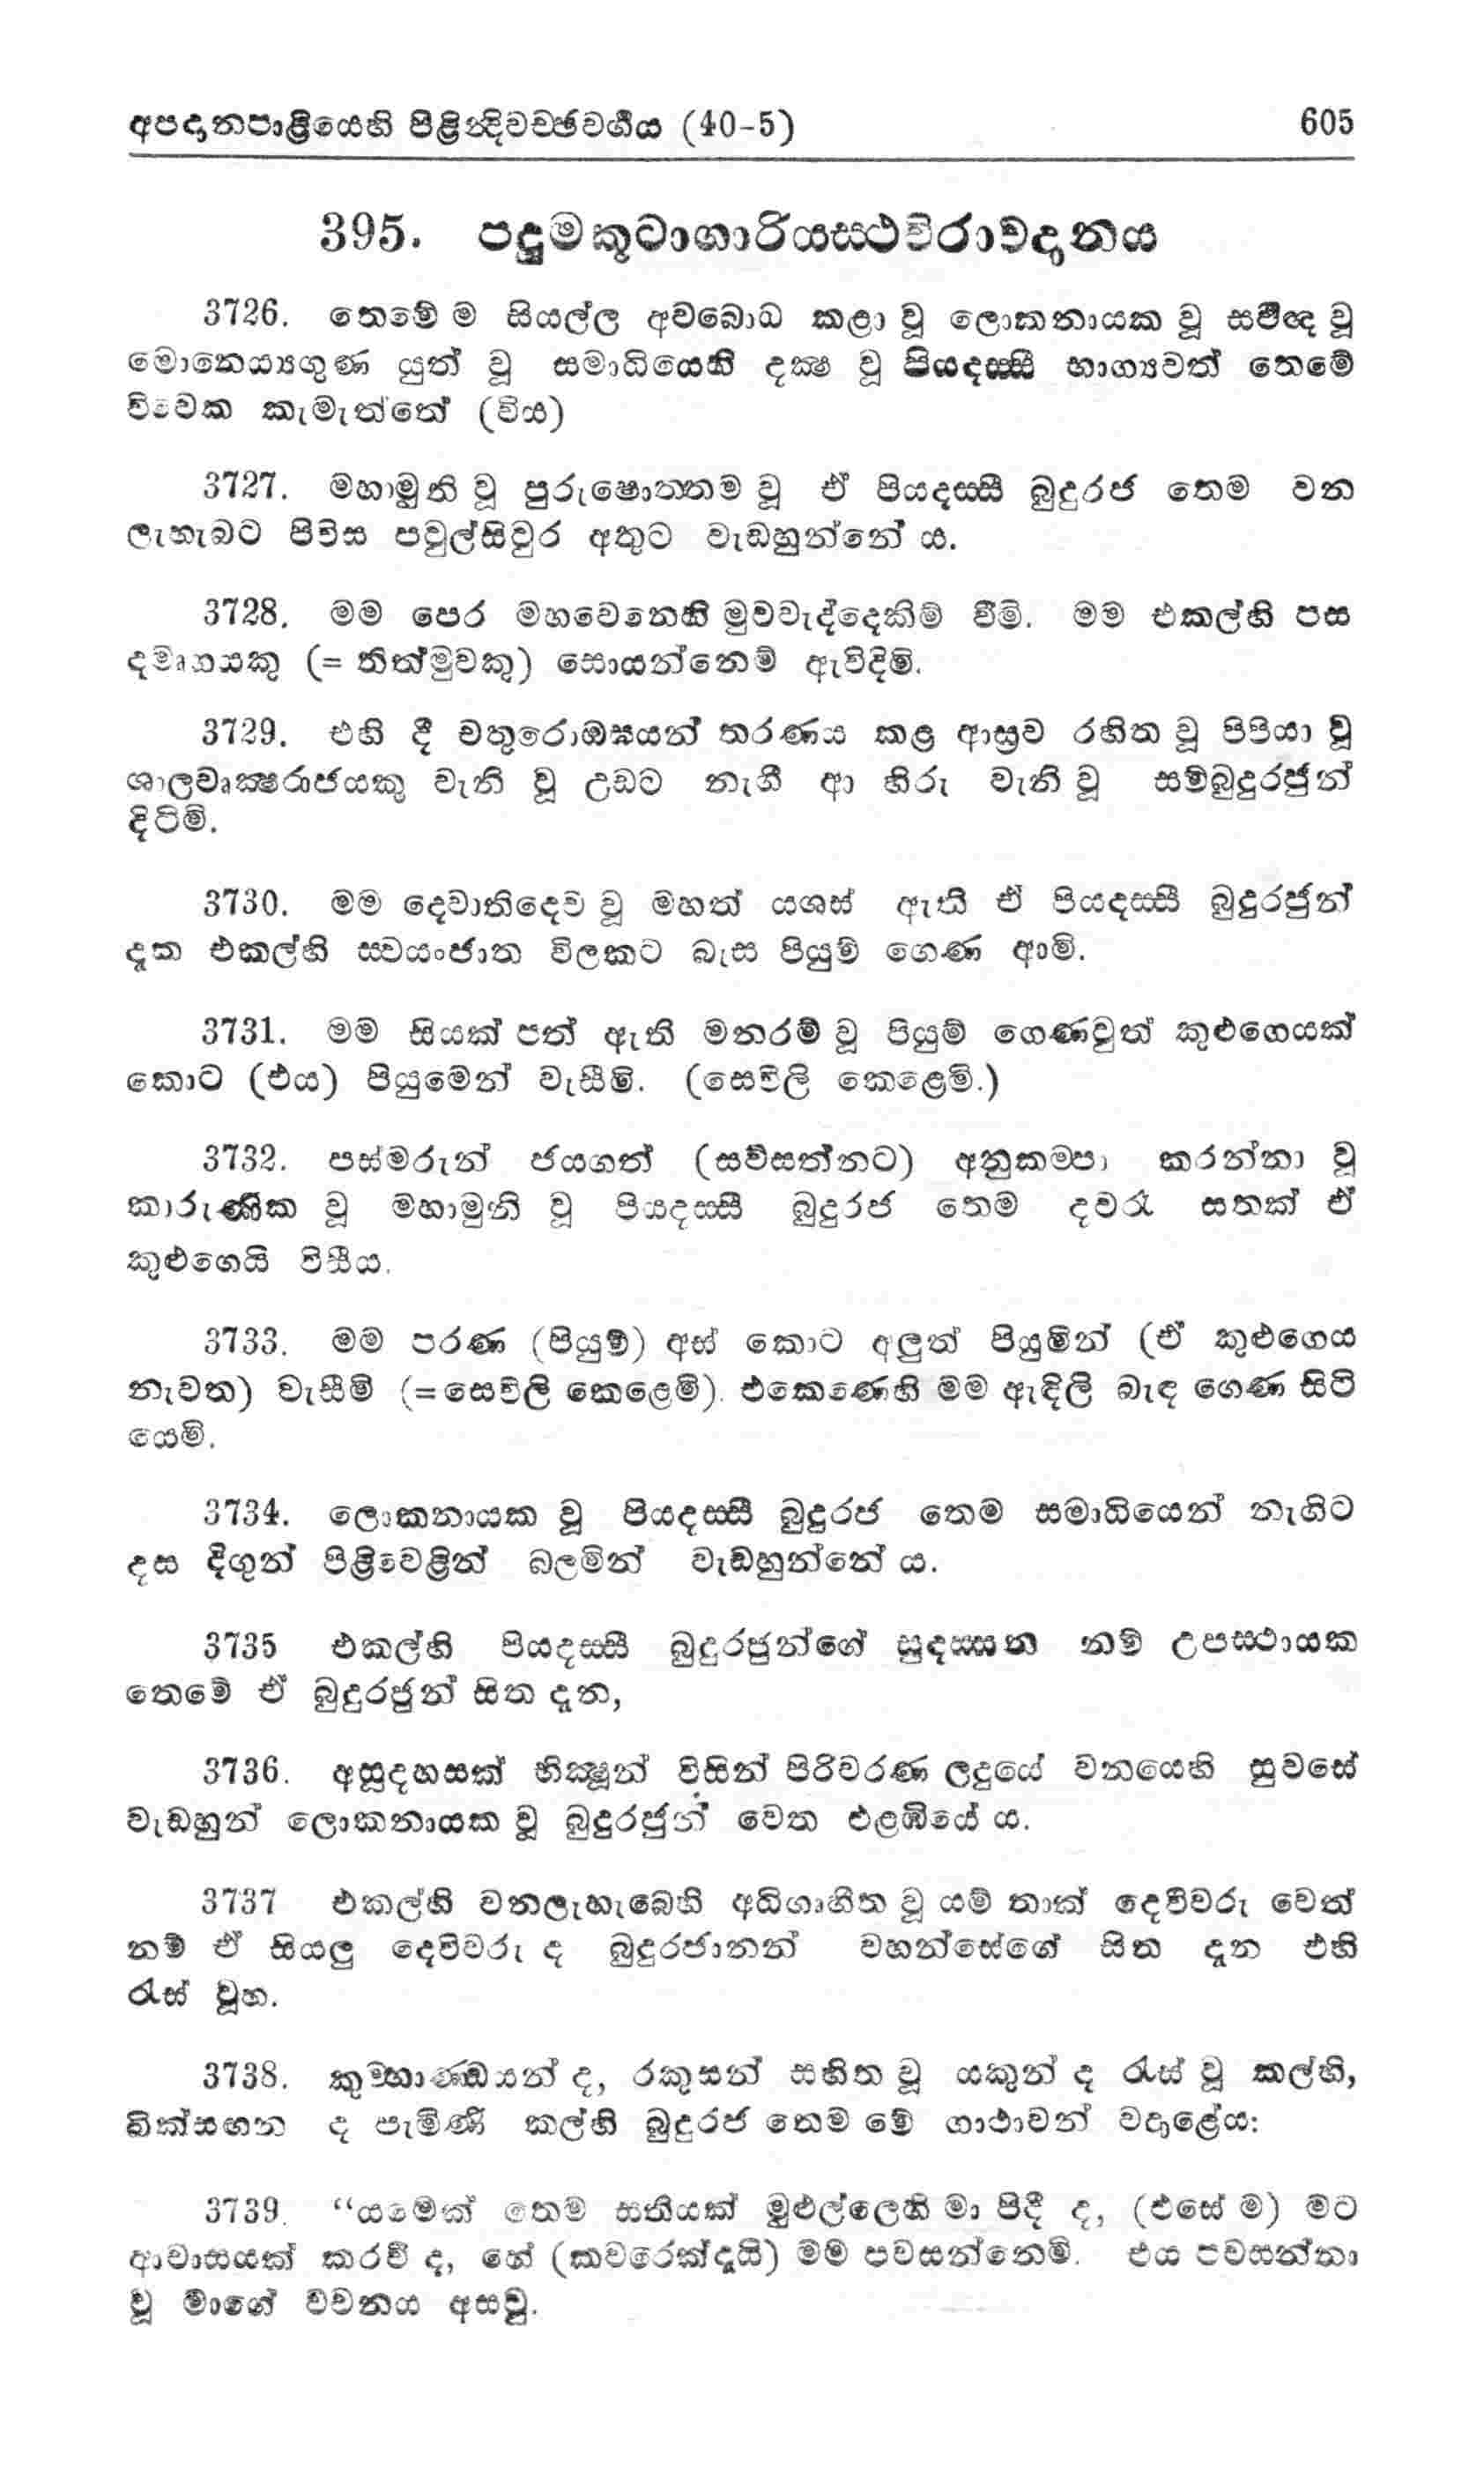 අපදානපාළියෙහි පිළින්දිවච්ඡවර්ගය (40-5) 605
395. පදුමකූටාගාරියස්ථවිරාවදානය
3726. තෙමේ ම සියල්ල අවබොධ කළා වූ ලොකනායක වූ සර්වඥ වූ
මොනෙය්‍යගුණ යුත් වූ සමාධියෙහි දක්ෂ වූ පියදස්සී භාග්‍යවත් තෙමේ
විවෙක කැමැත්තේ (විය)
3727. මහාමුනි වූ පුරුෂොත්තම වූ ඒ පියදස්සී බුදුරජ තෙම වන
ලැහැබට පිවිස පවුල්සිවුර අතුට වැඩහුන්නේ ය.
3728. මම පෙර මහවෙනෙහි මුවවැද්දෙකිම් වීමි. මම එකල්හි පස
දමෘගයකු (= තිත්මුවකු) සොයන්නෙම් ඇවිදිමි.
3729. එහි දී චතුරොඝයන් තරණය කළ ආස්‍රව රහිත වූ පිපියා වූ
ශාලවෘක්ෂරාජයකු වැනි වූ උඩට නැගී ආ හිරු වැනි වූ සම්බුදුරජුන්
දිටිමි.
3730. මම දෙවාතිදෙව වූ මහත් යශස් ඇති ඒ පියදස්සී බුදුරජුන්
දැක එකල්හි ස්වයංජාත විලකට බැස පියුම් ගෙණ ආමි.
3731. මම සියක් පත් ඇති මනරම් වූ පියුම් ගෙණවුත් කුළුගෙයක්
කොට (එය) පියුමෙන් වැසීමි. (සෙවිලි කෙළෙමි.)
3732. පස්මරුන් ජයගත් (සව්සත්නට) අනුකම්පා කරන්නා වූ
කාරුණික වූ මහාමුනි වූ පියදස්සී බුදුරජ තෙම දවරෑ සතක් ඒ
කුළුගෙයි විසීය.
3733. මම පරණ (පියුම්) අස් කොට අලුත් පියුමින් (ඒ කුළුගෙය
නැවත) වැසීමි (=සෙවිලි කෙළෙමි). එකෙණෙහි මම ඇඳිලි බැඳ ගෙණ සිටි
යෙමි.
3734. ලොකනායක වූ පියදස්සී බුදුරජ තෙම සමාධියෙන් නැගිට
දස දිගුන් පිළිවෙළින් බලමින් වැඩහුන්නේ ය.
3735 එකල්හි පියදස්සී බුදුරජුන්ගේ සුදස්සන නම් උපස්ථායක
තෙමේ ඒ බුදුරජුන් සිත දැන,
3736. අසූදහසක් භික්ෂූන් විසින් පිරිවරණ ලදුයේ වනයෙහි සුවසේ
වැඩහුන් ලොකනායක වූ බුදුරජුන් වෙත එළඹියේ ය.
3737 එකල්හි වනලැහැබෙහි අධිගෘහීත වූ යම් තාක් දෙව්වරු වෙත්
නම් ඒ සියලු දෙව්වරු ද බුදුරජානන් වහන්සේගේ සිත දැන එහි
රැස් වූහ.
3738. කුම්භාණ්ඩයන් ද, රකුසන් සහිත වූ යකුන් ද රැස් වූ කල්හි,
බික්සඟන ද පැමිණි කල්හි බුදුරජ තෙම මේ ගාථාවන් වදාළේය:
3739. “යමෙක් තෙම සතියක් මුළුල්ලෙහි මා පිදී ද, (එසේ ම) මට
ආවාසයක් කරවී ද, හේ (කවරෙක්දැයි) මම පවසන්නෙමි. එය පවසන්නා
වූ මාගේ වචනය අසවු.